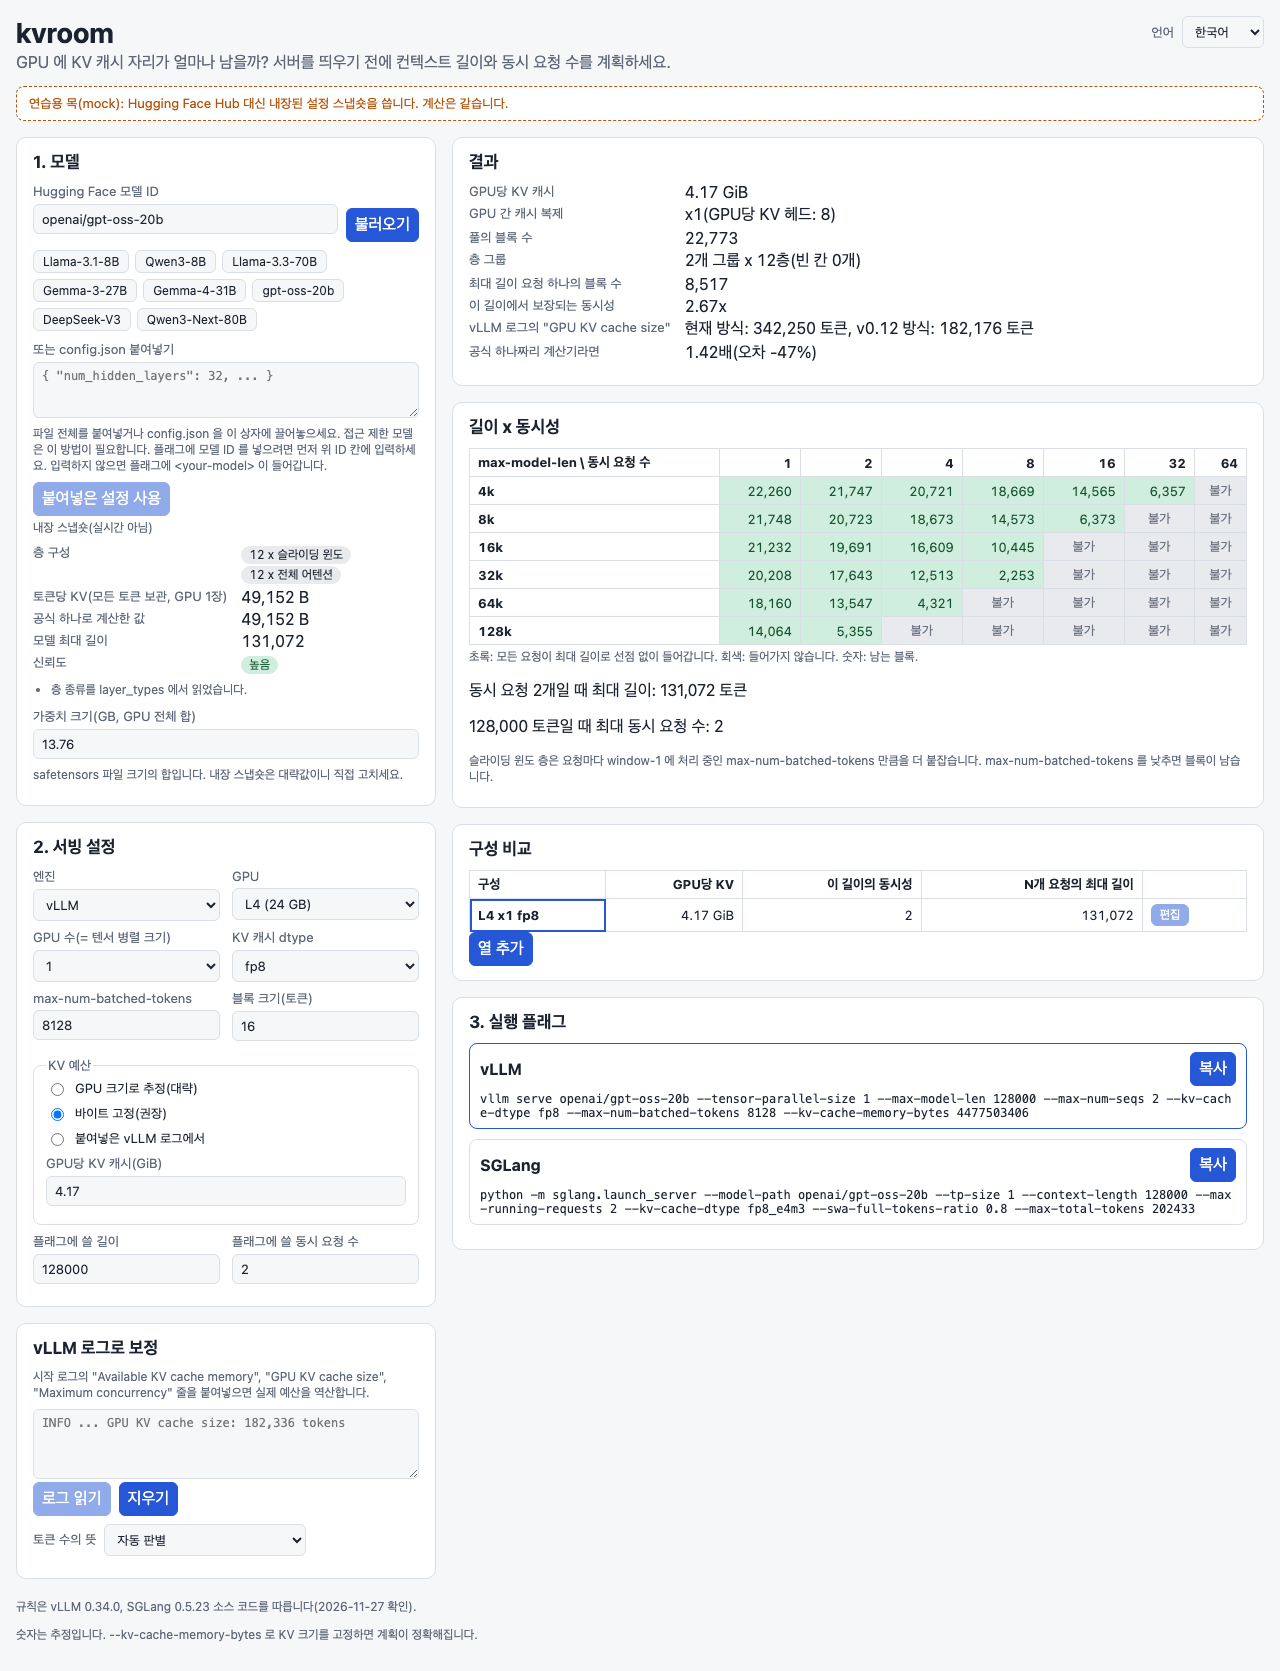 kvroom
언어 한국어
GPU 에 KV 캐시 자리가 얼마나 남을까? 서버를 띄우기 전에 컨텍스트 길이와 동시 요청 수를 계획하세요.
연습용 목(mock): Hugging Face Hub 대신 내장된 설정 스냅숏을 씁니다. 계산은 같습니다.
1. 모델
Hugging Face 모델 ID
openai/gpt-oss-20b 불러오기
Llama-3.1-8B Qwen3-8B Llama-3.3-70B
Gemma-3-27B Gemma-4-31B gpt-oss-20b
DeepSeek-V3 Qwen3-Next-80B
또는 config.json 붙여넣기
{ "num_hidden_layers": 32, ... }
파일 전체를 붙여넣거나 config.json 을 이 상자에 끌어놓으세요. 접근 제한 모델
은 이 방법이 필요합니다. 플래그에 모델 ID 를 넣으려면 먼저 위 ID 칸에 입력하세
요. 입력하지 않으면 플래그에 <your-model> 이 들어갑니다.
붙여넣은 설정 사용
내장 스냅숏(실시간 아님)
층 구성 12 x 슬라이딩 윈도
12 x 전체 어텐션
토큰당 KV(모든 토큰 보관, GPU 1장) 49,152 B
공식 하나로 계산한 값 49,152 B
모델 최대 길이 131,072
신뢰도 높음
• 층 종류를 layer_types 에서 읽었습니다.
가중치 크기(GB, GPU 전체 합)
13.76
safetensors 파일 크기의 합입니다. 내장 스냅숏은 대략값이니 직접 고치세요.
2. 서빙 설정
엔진 GPU
vLLM L4 (24 GB)
GPU 수(= 텐서 병렬 크기) KV 캐시 dtype
1 fp8
max-num-batched-tokens 블록 크기(토큰)
8128 16
KV 예산
GPU 크기로 추정(대략)
바이트 고정(권장)
붙여넣은 vLLM 로그에서
GPU당 KV 캐시(GiB)
4.17
플래그에 쓸 길이 플래그에 쓸 동시 요청 수
128000 2
vLLM 로그로 보정
시작 로그의 "Available KV cache memory", "GPU KV cache size",
"Maximum concurrency" 줄을 붙여넣으면 실제 예산을 역산합니다.
INFO ... GPU KV cache size: 182,336 tokens
로그 읽기 지우기
토큰 수의 뜻 자동 판별
결과
GPU당 KV 캐시 4.17 GiB
GPU 간 캐시 복제 x1(GPU당 KV 헤드: 8)
풀의 블록 수 22,773
층 그룹 2개 그룹 x 12층(빈 칸 0개)
최대 길이 요청 하나의 블록 수 8,517
이 길이에서 보장되는 동시성 2.67x
vLLM 로그의 "GPU KV cache size" 현재 방식: 342,250 토큰, v0.12 방식: 182,176 토큰
공식 하나짜리 계산기라면 1.42배(오차 -47%)
길이 x 동시성
max-model-len \ 동시 요청 수 1 2 4 8 16 32 64
4k 22,260 21,747 20,721 18,669 14,565 6,357 불가
8k 21,748 20,723 18,673 14,573 6,373 불가 불가
16k 21,232 19,691 16,609 10,445 불가 불가 불가
32k 20,208 17,643 12,513 2,253 불가 불가 불가
64k 18,160 13,547 4,321 불가 불가 불가 불가
128k 14,064 5,355 불가 불가 불가 불가 불가
초록: 모든 요청이 최대 길이로 선점 없이 들어갑니다. 회색: 들어가지 않습니다. 숫자: 남는 블록.
동시 요청 2개일 때 최대 길이: 131,072 토큰
128,000 토큰일 때 최대 동시 요청 수: 2
슬라이딩 윈도 층은 요청마다 window-1 에 처리 중인 max-num-batched-tokens 만큼을 더 붙잡습니다. max-num-batched-tokens 를 낮추면 블록이 남습
니다.
구성 비교
구성 GPU당 KV 이 길이의 동시성 N개 요청의 최대 길이
L4 x1 fp8 4.17 GiB 2 131,072 편집
열 추가
3. 실행 플래그
vLLM 복사
vllm serve openai/gpt-oss-20b --tensor-parallel-size 1 --max-model-len 128000 --max-num-seqs 2 --kv-cach
e-dtype fp8 --max-num-batched-tokens 8128 --kv-cache-memory-bytes 4477503406
SGLang 복사
python -m sglang.launch_server --model-path openai/gpt-oss-20b --tp-size 1 --context-length 128000 --max
-running-requests 2 --kv-cache-dtype fp8_e4m3 --swa-full-tokens-ratio 0.8 --max-total-tokens 202433
규칙은 vLLM 0.34.0, SGLang 0.5.23 소스 코드를 따릅니다(2026-11-27 확인).
숫자는 추정입니다. --kv-cache-memory-bytes 로 KV 크기를 고정하면 계획이 정확해집니다.